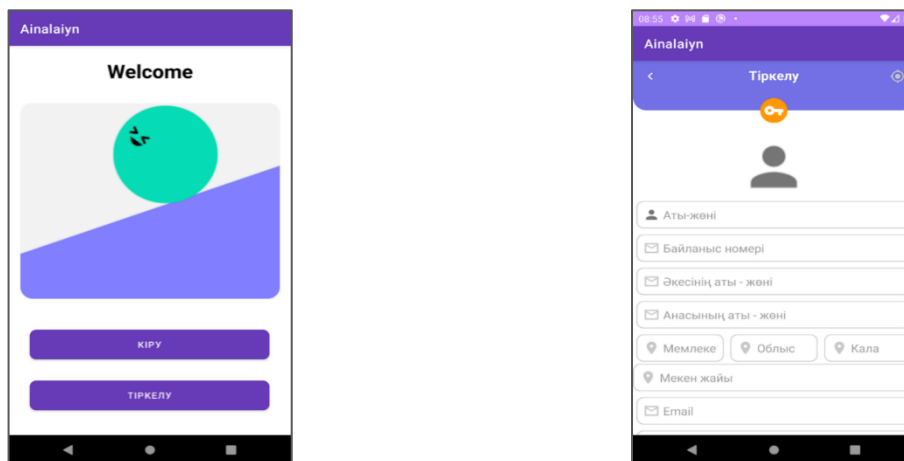 Ainalaiyn
Welcome
КІРУ
ТІРКЕЛУ
08:55
Ainalaiyn
Тіркелу
Аты-жөні
Байланыс номері
Әкесінің аты - жөні
Анасының аты - жөні
Мемлеке Облыс Кала
Мекен жайы
Email